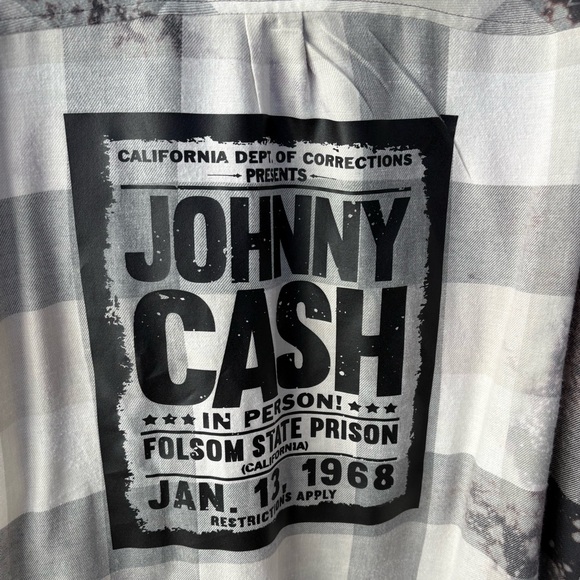 CALIFORNIA DEPT. OF CORRECTIONS
PRESENTS
JOHNNY
CASH
★★★ IN PERSON! ★★★
FOLSOM STATE PRISON
(CALIFORNIA)
JAN. 13, 1968
RESTRICTIONS APPLY